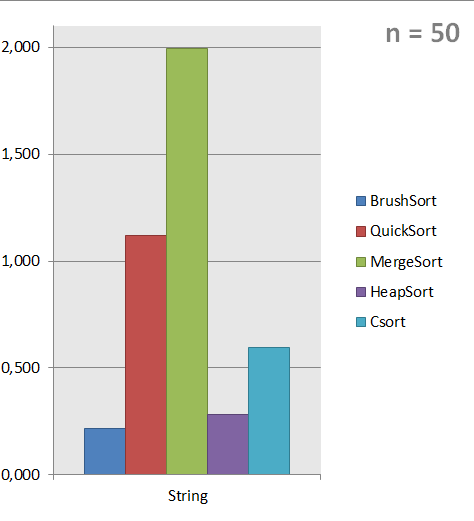 n = 50
2,000
1,500
1,000
0,500
0,000
String
BrushSort
QuickSort
MergeSort
HeapSort
Csort